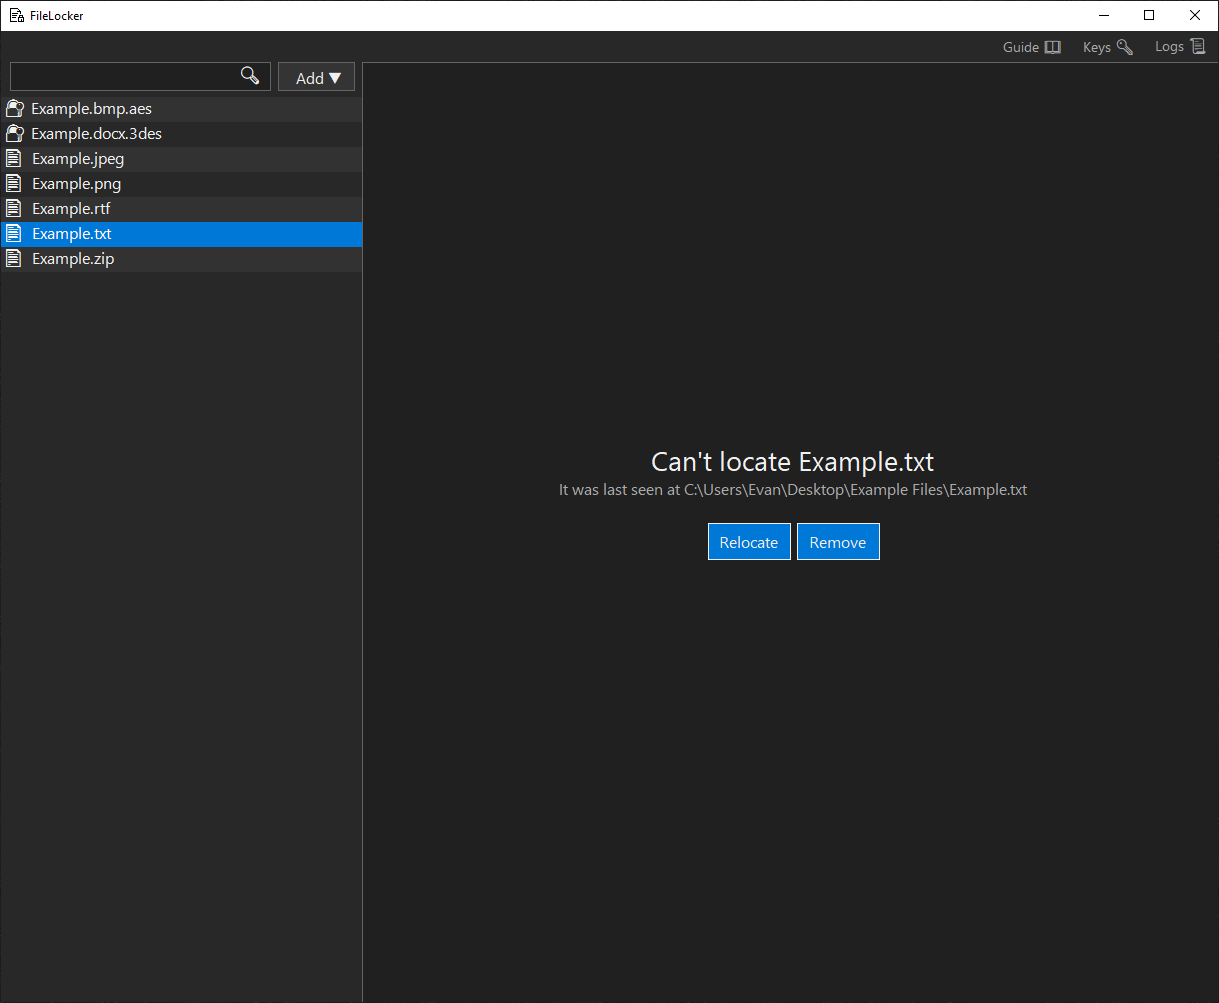 FileLocker
Guide
Keys
Logs
Add ▼
Example.bmp.aes
Example.docx.3des
Example.jpeg
Example.png
Example.rtf
Example.txt
Example.zip
Can't locate Example.txt
It was last seen at C:\Users\Evan\Desktop\Example Files\Example.txt
Relocate
Remove